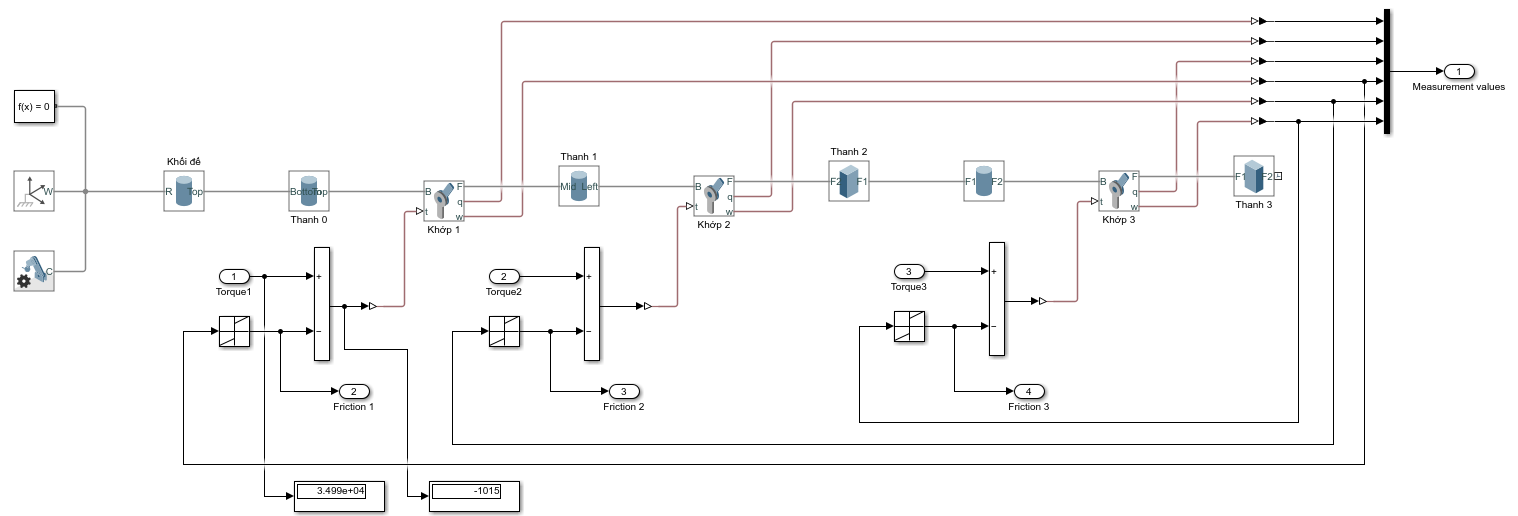 f(x) = 0
1
Measurement values
Thanh 2
Thanh 1
Khối đế
W
R
Top
Bottom
Top
Thanh 0
B
F
q
w
t
Khớp 1
Mid
Left
B
F
q
w
t
Khớp 2
F2
F1
F1
F2
B
F
q
w
t
Khớp 3
F1
F2
Thanh 3
C
1
Torque1
+
−
2
Torque2
+
−
3
Torque3
+
−
2
Friction 1
3
Friction 2
4
Friction 3
3.499e+04
-1015